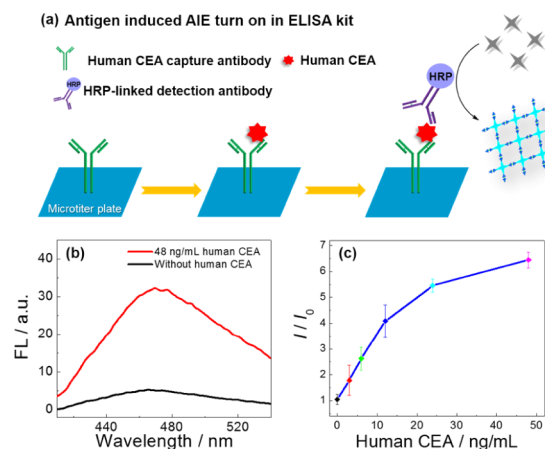 (a) Antigen induced AIE turn on in ELISA kit
Human CEA capture antibody
Human CEA
HRP-linked detection antibody
HRP
HRP
Microtiter plate
(b)
48 ng/mL human CEA
Without human CEA
FL / a.u.
40
30
20
10
0
440
480
520
Wavelength / nm
(c)
I / I0
7
6
5
4
3
2
1
0
0
10
20
30
40
50
Human CEA / ng/mL